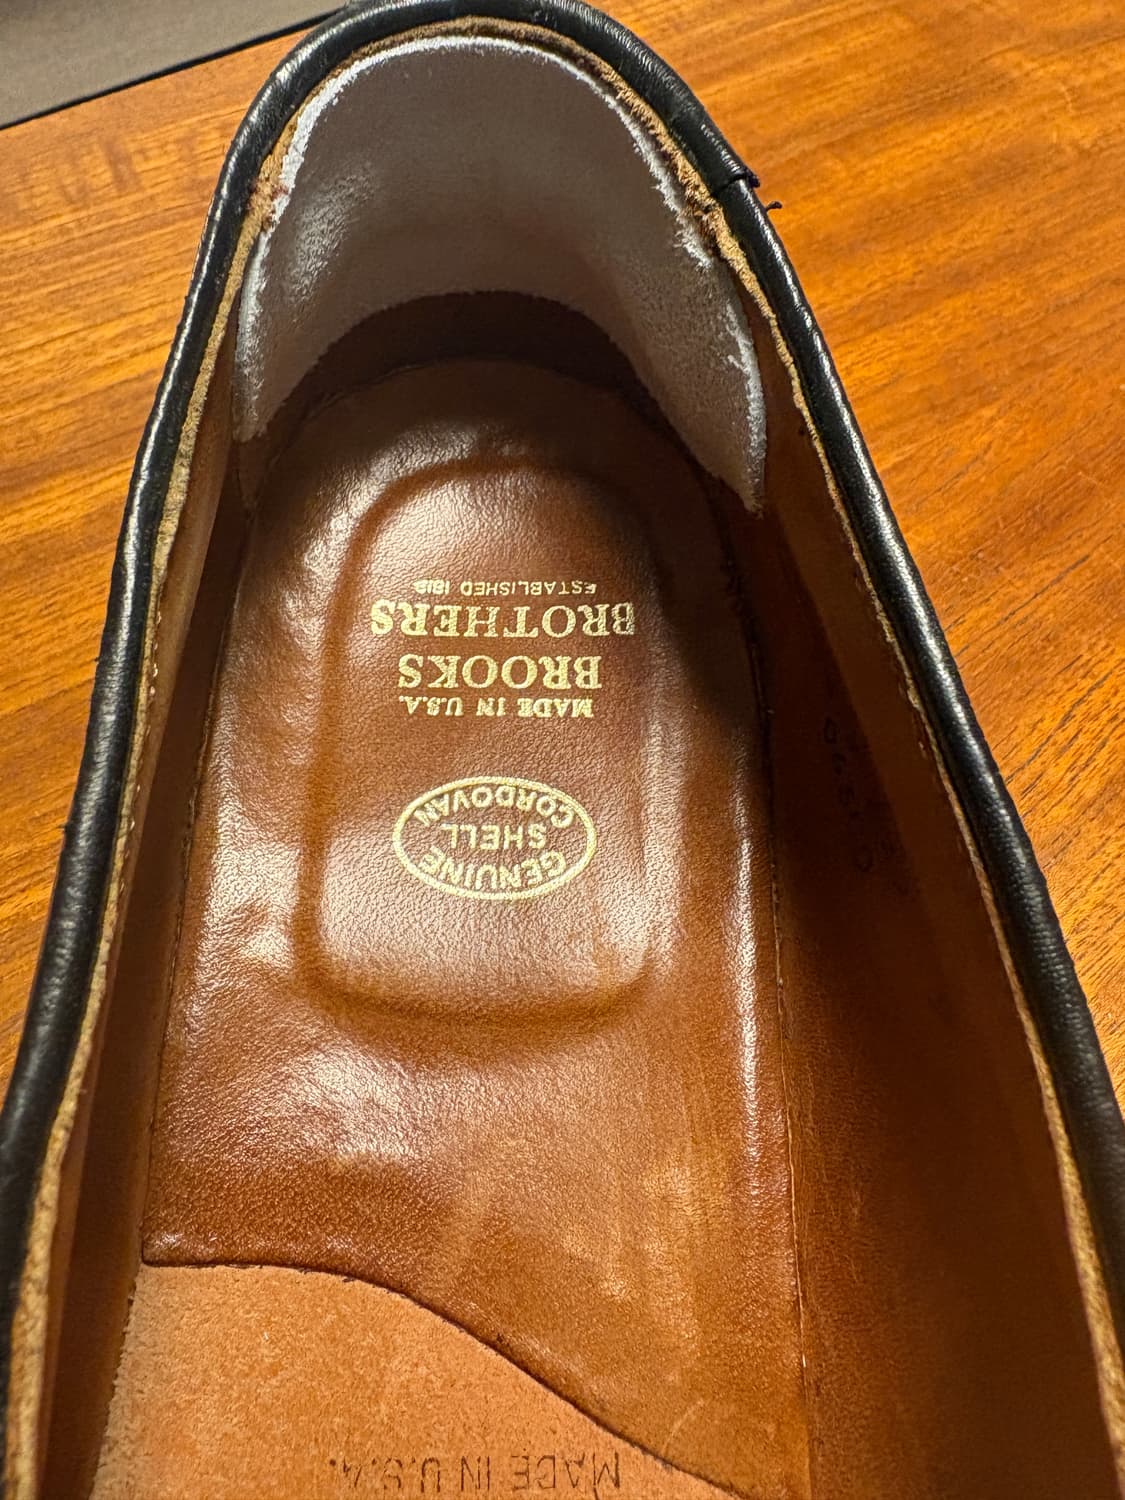 MADE IN U.S.A.
GENUINE
SHELL
CORDOVAN
MADE IN U.S.A.
BROOKS
BROTHERS
ESTABLISHED 1818